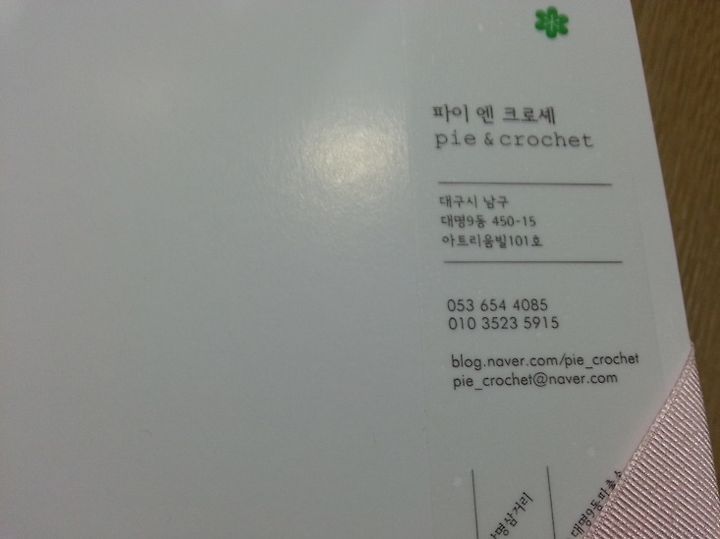 파이 엔 크로셰
pie & crochet
대구시 남구
대명9동 450-15
아트리움빌101호
053 654 4085
010 3523 5915
blog.naver.com/pie_crochet
pie_crochet@naver.com